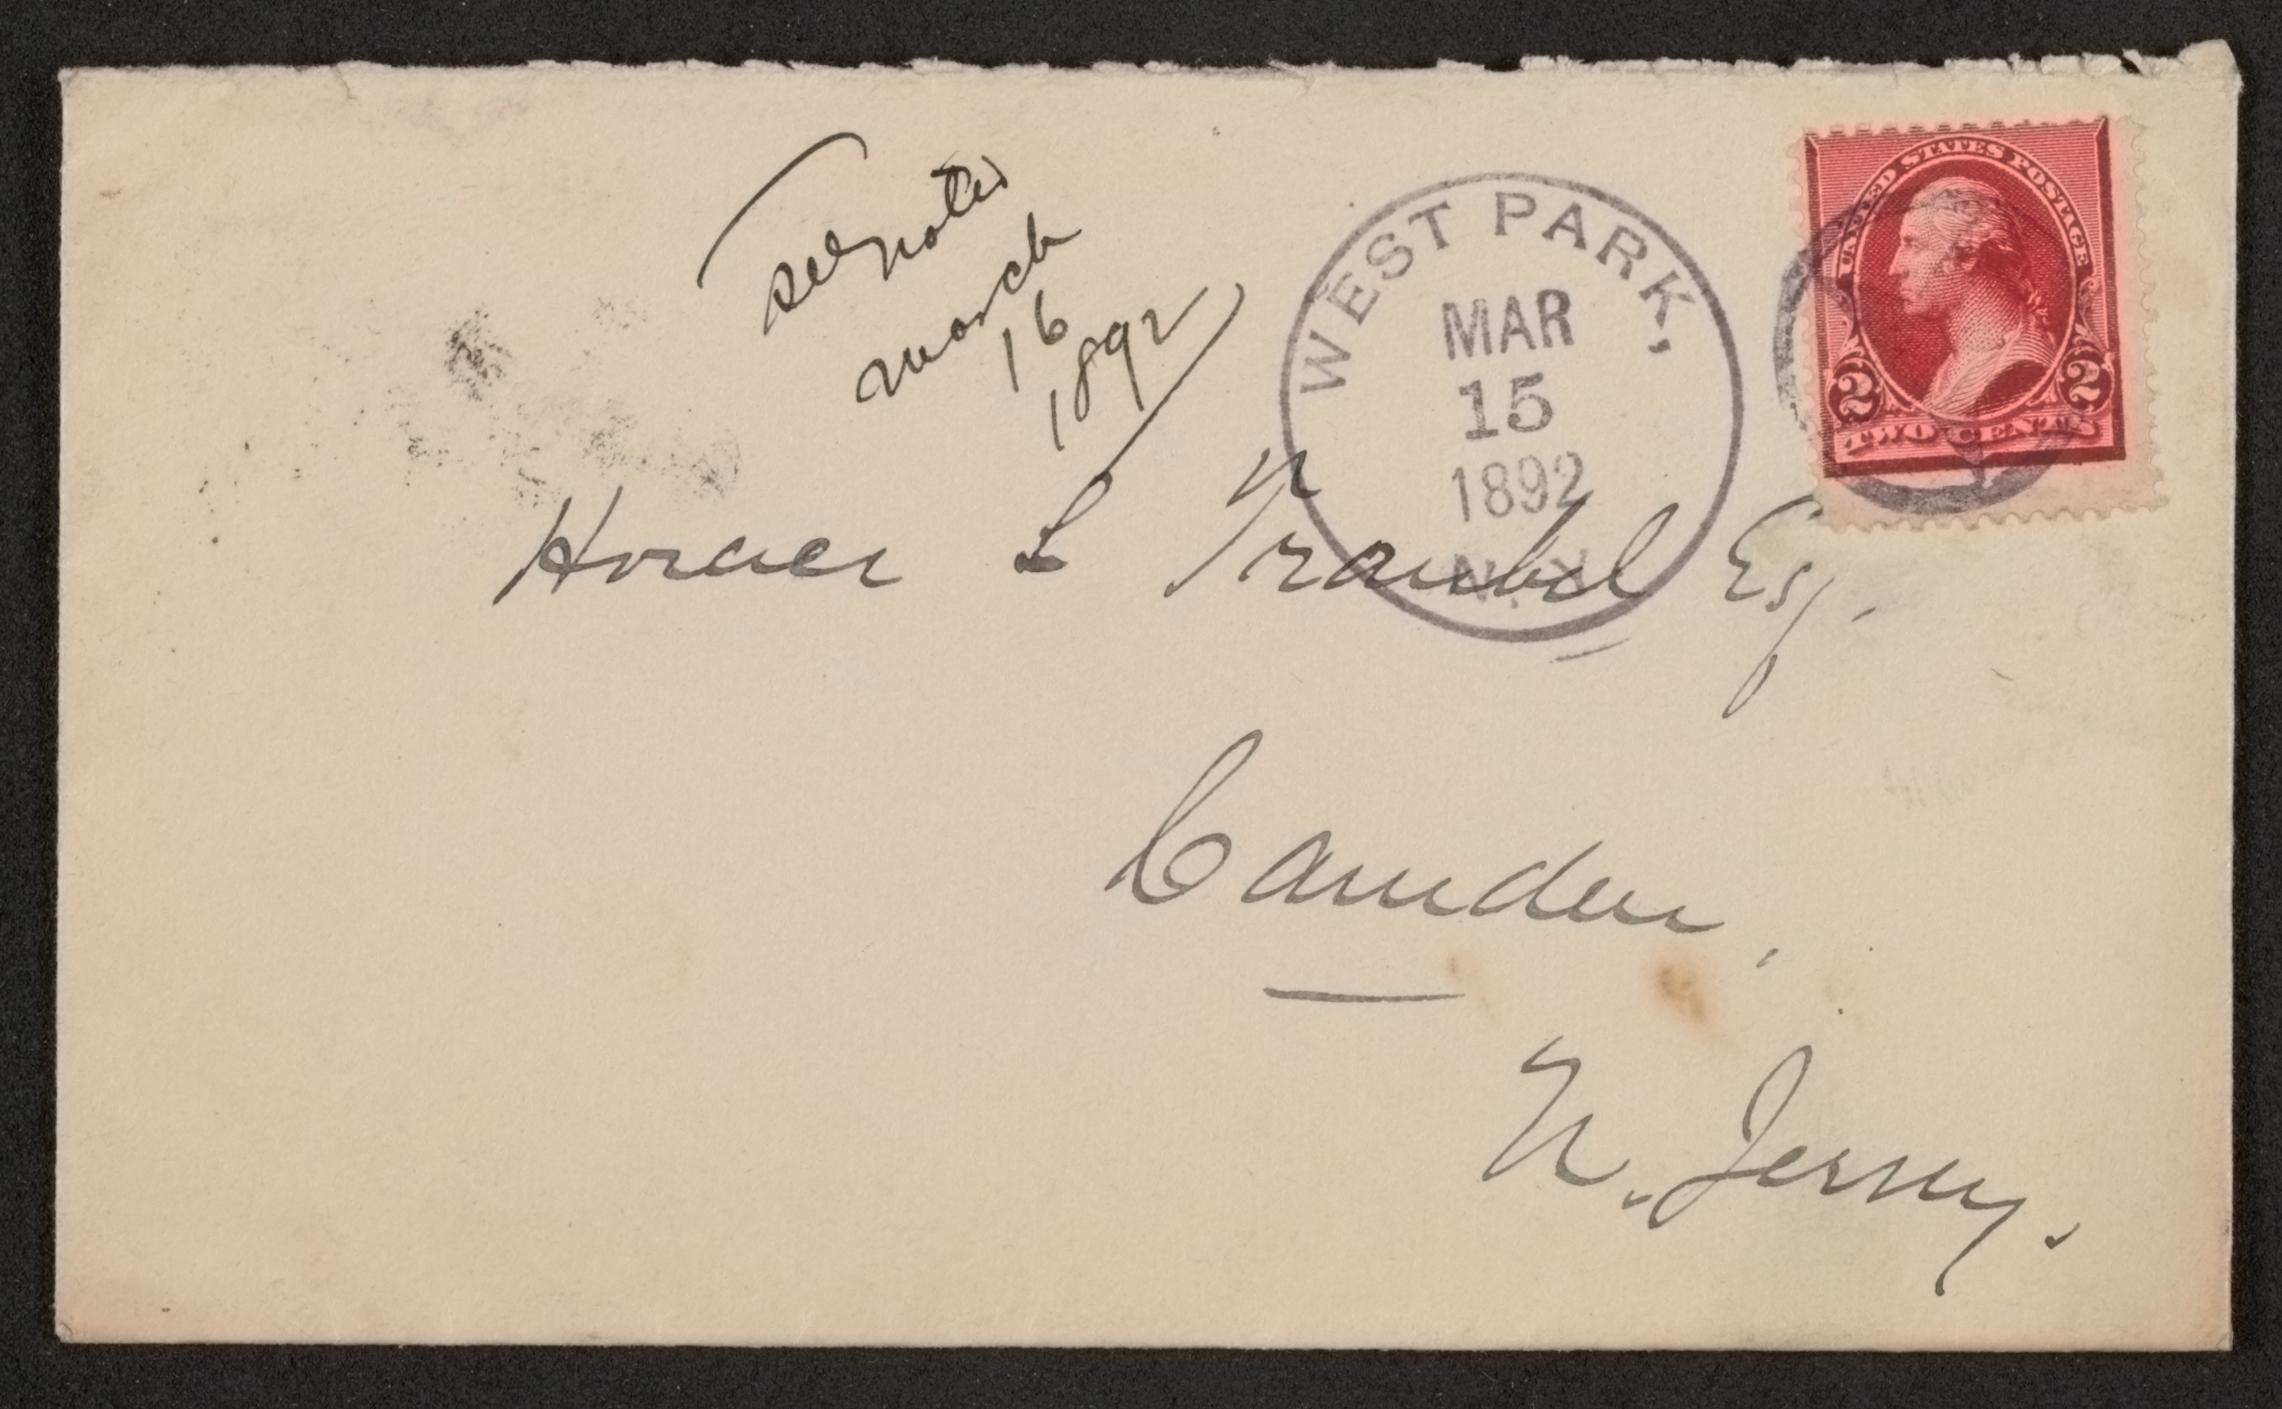 see notes
March
16
1892
WEST PARK,
MAR
15
1892
N.Y.
UNITED STATES POSTAGE
2 2
TWO CENTS
Horace L Traubel Esq.
Camden,
N. Jersey.